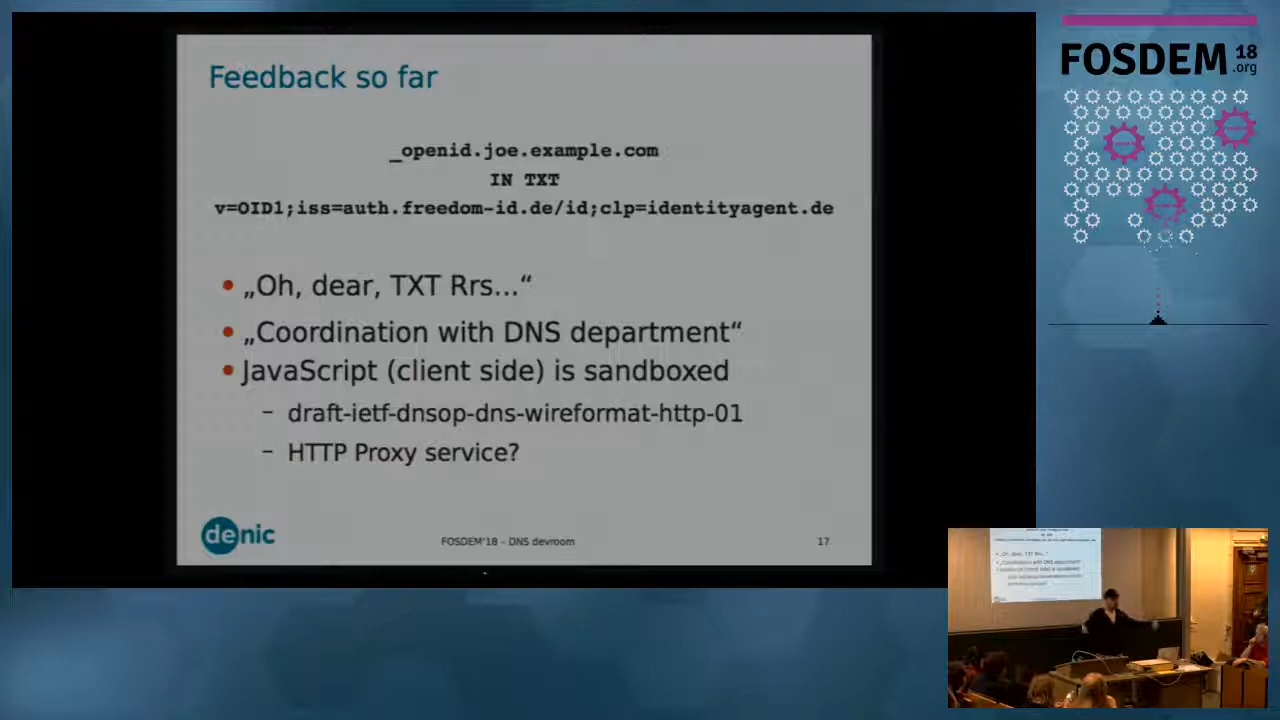 Feedback so far
_openid.joe.example.com
IN TXT
v=OID1;iss=auth.freedom-id.de/id;clp=identityagent.de
• „Oh, dear, TXT Rrs...“
• „Coordination with DNS department“
• JavaScript (client side) is sandboxed
– draft-ietf-dnsop-dns-wireformat-http-01
– HTTP Proxy service?
denic
FOSDEM'18 – DNS devroom
17
FOSDEM 18
.org